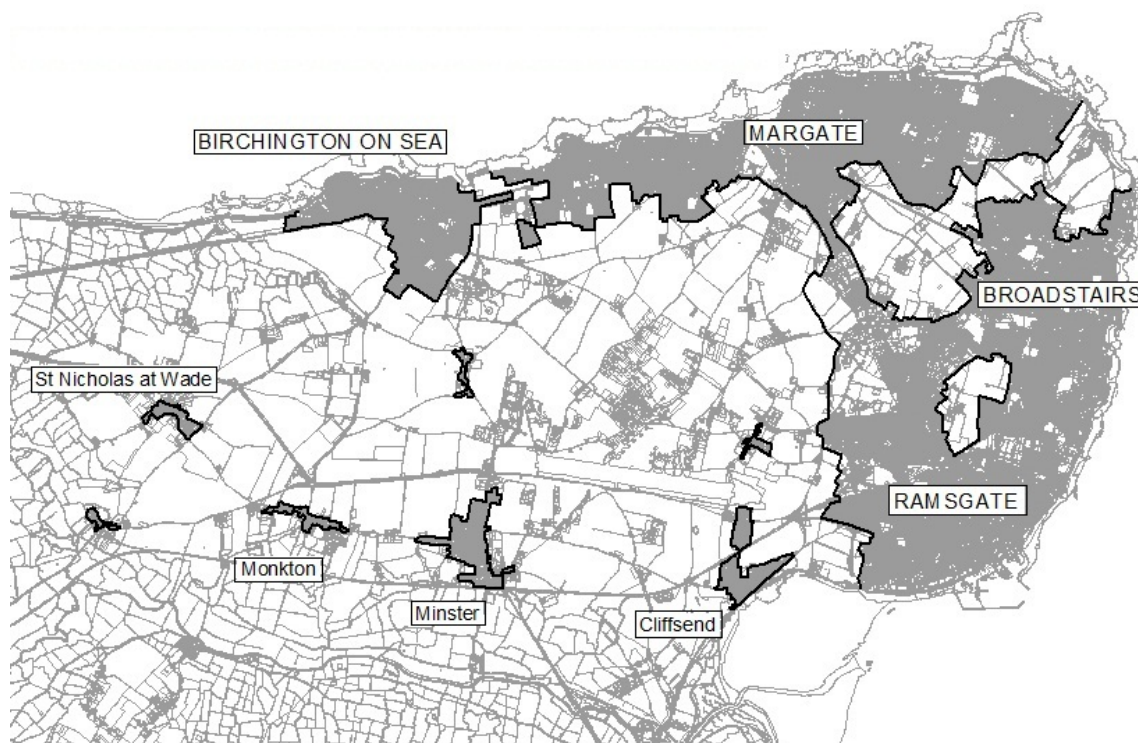 MARGATE
BIRCHINGTON ON SEA
BROADSTAIRS
St Nicholas at Wade
RAMSGATE
Monkton
Minster
Cliffsend